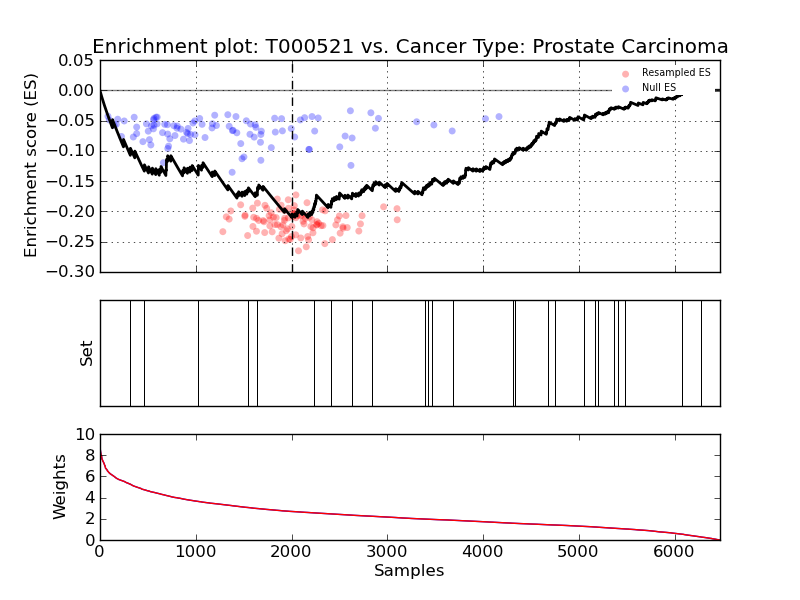 Enrichment plot: T000521 vs. Cancer Type: Prostate Carcinoma
Enrichment score (ES)
0.05
0.00
−0.05
−0.10
−0.15
−0.20
−0.25
−0.30
Resampled ES
Null ES
Set
Weights
10
8
6
4
2
0
0 1000 2000 3000 4000 5000 6000
Samples